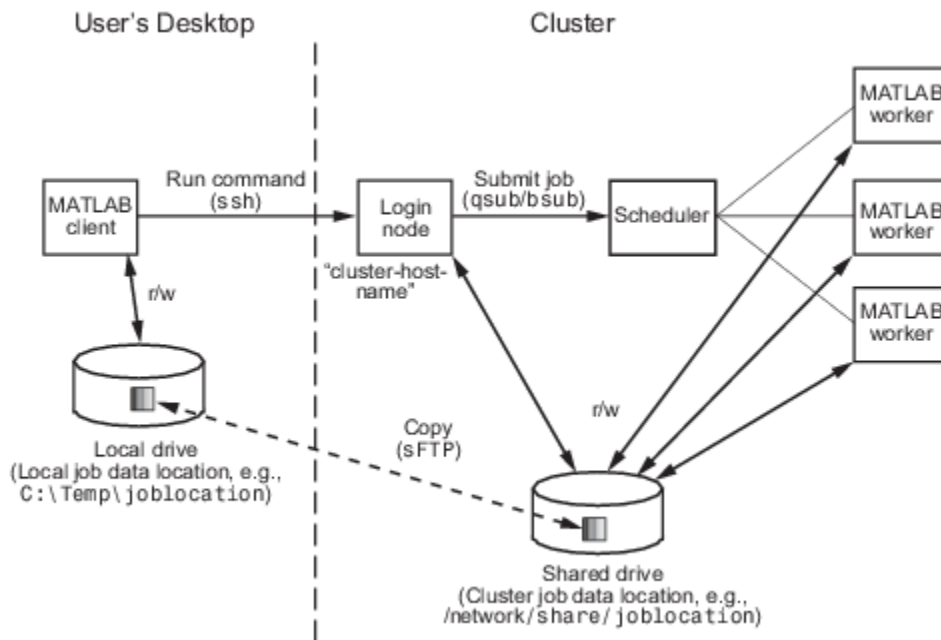 User's Desktop
Cluster
MATLAB
worker
Run command
(ssh)
Submit job
(qsub/bsub)
MATLAB
client
Login
node
Scheduler
MATLAB
worker
"cluster-host-
name"
r/w
MATLAB
worker
r/w
Copy
(sFTP)
Local drive
(Local job data location, e.g.,
C:\Temp\joblocation)
Shared drive
(Cluster job data location, e.g.,
/network/share/joblocation)